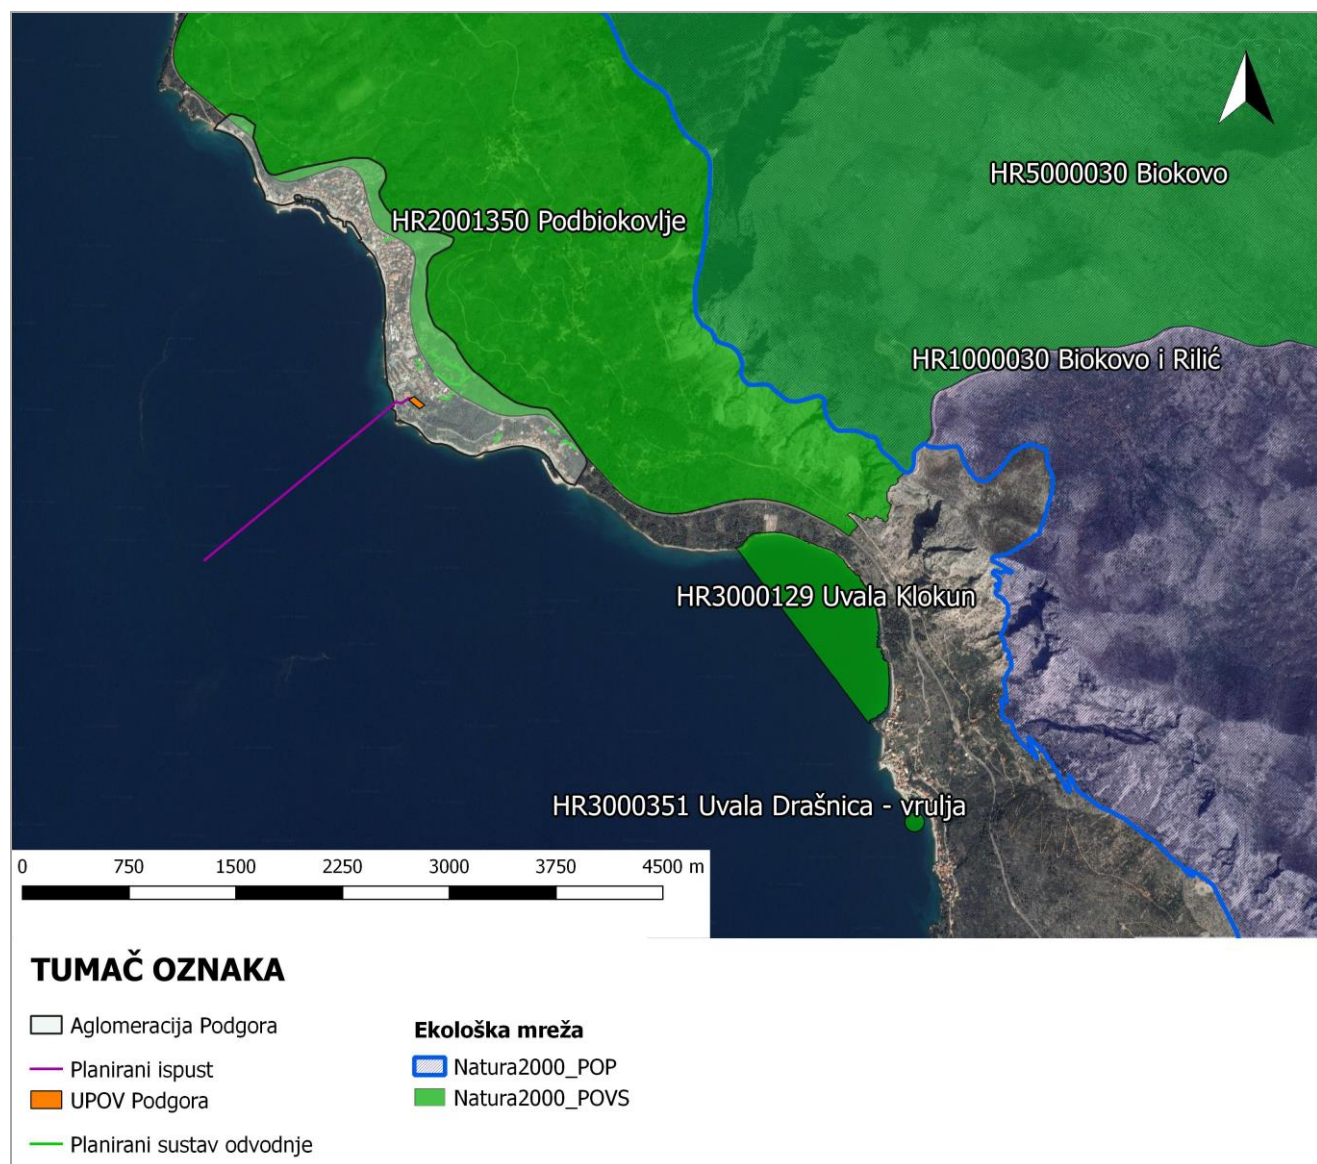 HR5000030 Biokovo
HR2001350 Podbiokovlje
HR1000030 Biokovo i Rilić
HR3000129 Uvala Klokun
HR3000351 Uvala Drašnica - vrulja
0 750 1500 2250 3000 3750 4500 m
TUMAČ OZNAKA
Aglomeracija Podgora
Planirani ispust
UPOV Podgora
Planirani sustav odvodnje
Ekološka mreža
Natura2000_POP
Natura2000_POVS